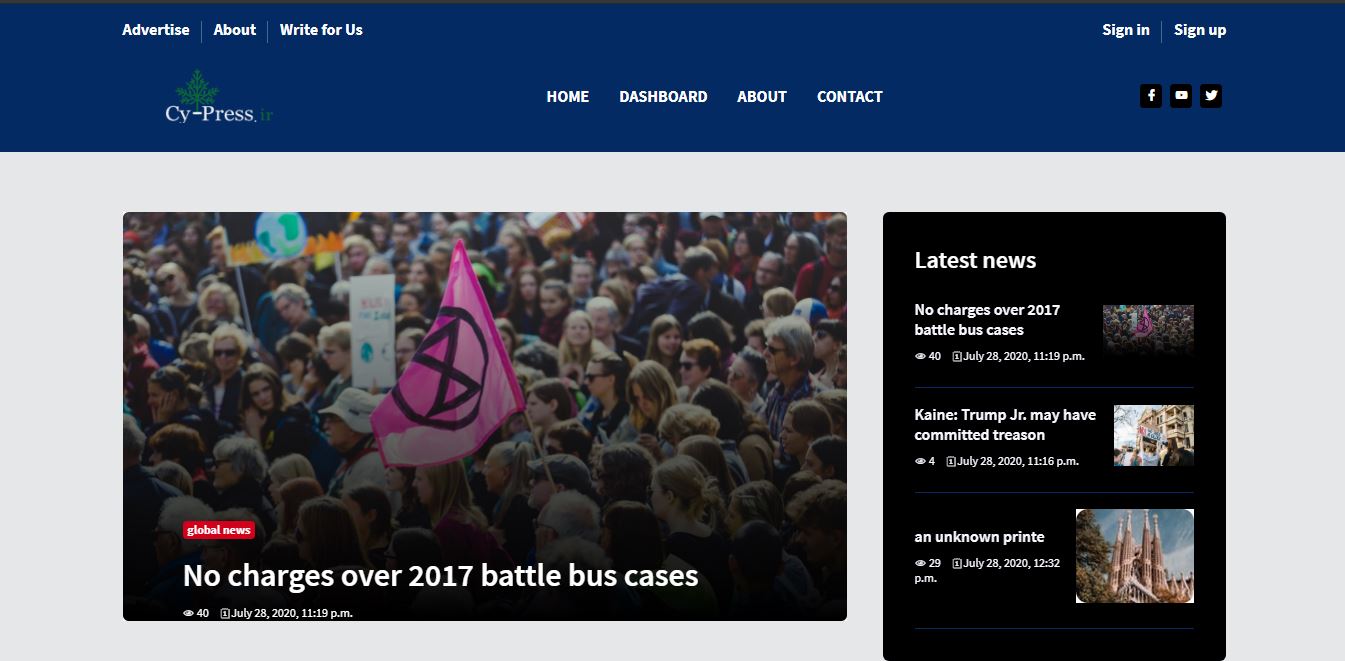 Advertise About Write for Us
Sign in Sign up
Cy-Press.ir
HOME DASHBOARD ABOUT CONTACT
global news
No charges over 2017 battle bus cases
40 July 28, 2020, 11:19 p.m.
Latest news
No charges over 2017
battle bus cases
40 July 28, 2020, 11:19 p.m.
Kaine: Trump Jr. may have
committed treason
4 July 28, 2020, 11:16 p.m.
an unknown printe
29 July 28, 2020, 12:32
p.m.